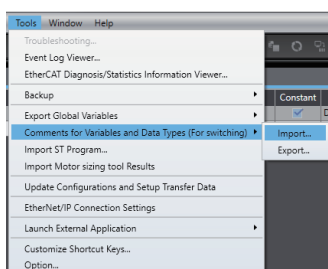 Tools Window Help
Troubleshooting...
Event Log Viewer...
EtherCAT Diagnosis/Statistics Information Viewer...
Backup
Constant
Export Global Variables
Comments for Variables and Data Types (For switching)
Import...
Import ST Program...
Export...
Import Motor sizing tool Results
Update Configurations and Setup Transfer Data
EtherNet/IP Connection Settings
Launch External Application
Customize Shortcut Keys...
Option...